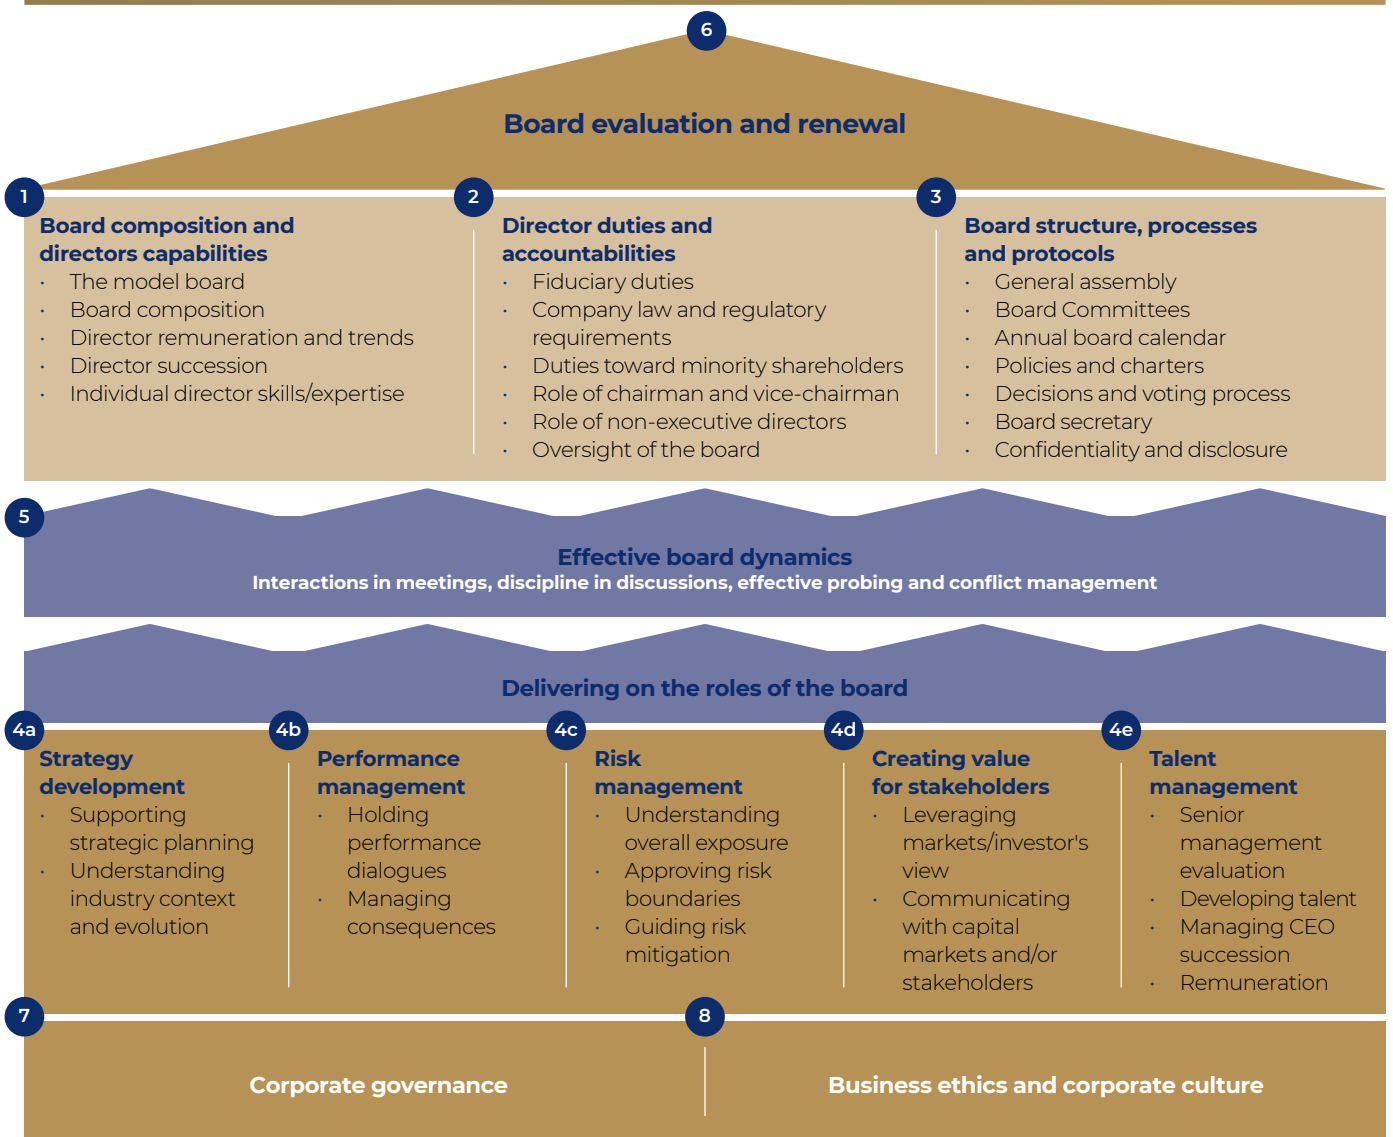 6
Board evaluation and renewal
1
Board composition and
directors capabilities
· The model board
· Board composition
· Director remuneration and trends
· Director succession
· Individual director skills/expertise
2
Director duties and
accountabilities
· Fiduciary duties
· Company law and regulatory
requirements
· Duties toward minority shareholders
· Role of chairman and vice-chairman
· Role of non-executive directors
· Oversight of the board
3
Board structure, processes
and protocols
· General assembly
· Board Committees
· Annual board calendar
· Policies and charters
· Decisions and voting process
· Board secretary
· Confidentiality and disclosure
5
Effective board dynamics
Interactions in meetings, discipline in discussions, effective probing and conflict management
Delivering on the roles of the board
4a
Strategy
development
· Supporting
strategic planning
· Understanding
industry context
and evolution
4b
Performance
management
· Holding
performance
dialogues
· Managing
consequences
4c
Risk
management
· Understanding
overall exposure
· Approving risk
boundaries
· Guiding risk
mitigation
4d
Creating value
for stakeholders
· Leveraging
markets/investor's
view
· Communicating
with capital
markets and/or
stakeholders
4e
Talent
management
· Senior
management
evaluation
· Developing talent
· Managing CEO
succession
· Remuneration
7
Corporate governance
8
Business ethics and corporate culture